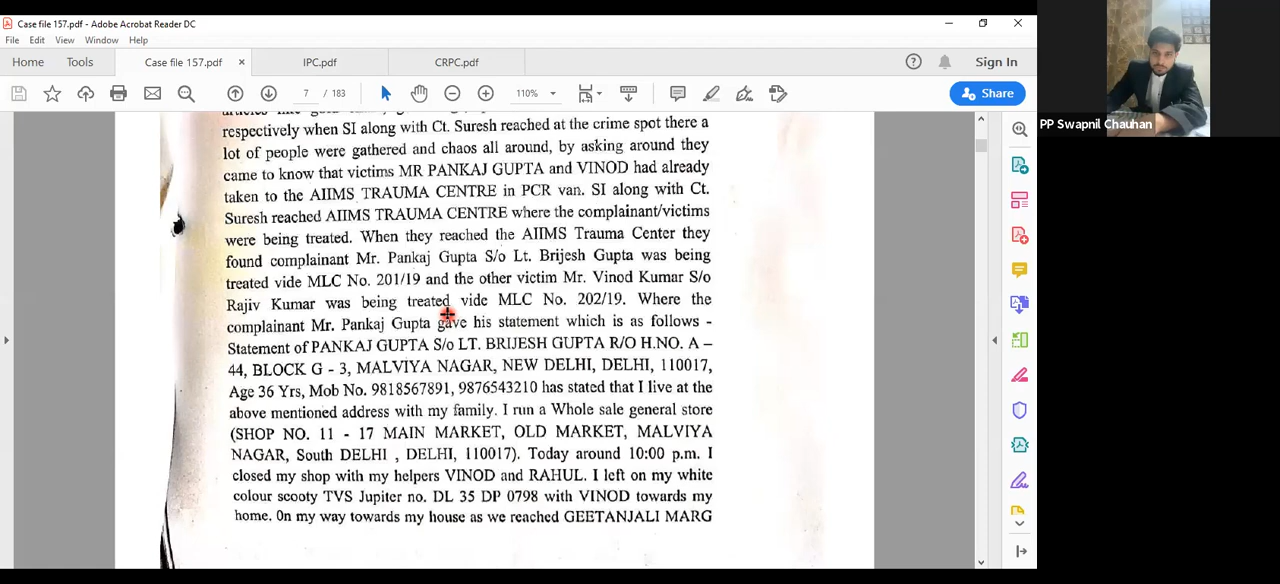 Case file 157.pdf - Adobe Acrobat Reader DC
File Edit View Window Help
Home Tools Case file 157.pdf × IPC.pdf CRPC.pdf Sign In
7 / 183 110% Share
PP Swapnil Chauhan
respectively when SI along with Ct. Suresh reached at the crime spot there a
lot of people were gathered and chaos all around, by asking around they
came to know that victims MR PANKAJ GUPTA and VINOD had already
taken to the AIIMS TRAUMA CENTRE in PCR van. SI along with Ct.
Suresh reached AIIMS TRAUMA CENTRE where the complainant/victims
were being treated. When they reached the AIIMS Trauma Center they
found complainant Mr. Pankaj Gupta S/o Lt. Brijesh Gupta was being
treated vide MLC No. 201/19 and the other victim Mr. Vinod Kumar S/o
Rajiv Kumar was being treated vide MLC No. 202/19. Where the
complainant Mr. Pankaj Gupta gave his statement which is as follows -
Statement of PANKAJ GUPTA S/o LT. BRIJESH GUPTA R/O H.NO. A –
44, BLOCK G - 3, MALVIYA NAGAR, NEW DELHI, DELHI, 110017,
Age 36 Yrs, Mob No. 9818567891, 9876543210 has stated that I live at the
above mentioned address with my family. I run a Whole sale general store
(SHOP NO. 11 - 17 MAIN MARKET, OLD MARKET, MALVIYA
NAGAR, South DELHI , DELHI, 110017). Today around 10:00 p.m. I
closed my shop with my helpers VINOD and RAHUL. I left on my white
colour scooty TVS Jupiter no. DL 35 DP 0798 with VINOD towards my
home. On my way towards my house as we reached GEETANJALI MARG